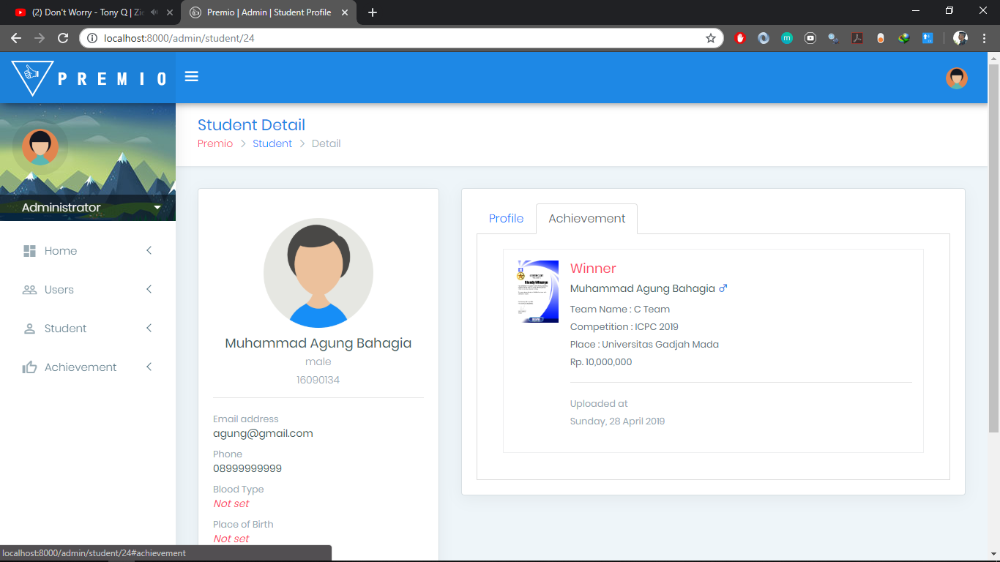 (2) Don't Worry - Tony Q | Zie
Premio | Admin | Student Profile
localhost:8000/admin/student/24
PREMIO
Student Detail
Premio > Student > Detail
Administrator
Home
Users
Student
Achievement
Muhammad Agung Bahagia
male
16090134
Email address
agung@gmail.com
Phone
08999999999
Blood Type
Not set
Place of Birth
Not set
Profile Achievement
Winner
Muhammad Agung Bahagia
Team Name : C Team
Competition : ICPC 2019
Place : Universitas Gadjah Mada
Rp. 10,000,000
Uploaded at
Sunday, 28 April 2019
localhost:8000/admin/student/24#achievement